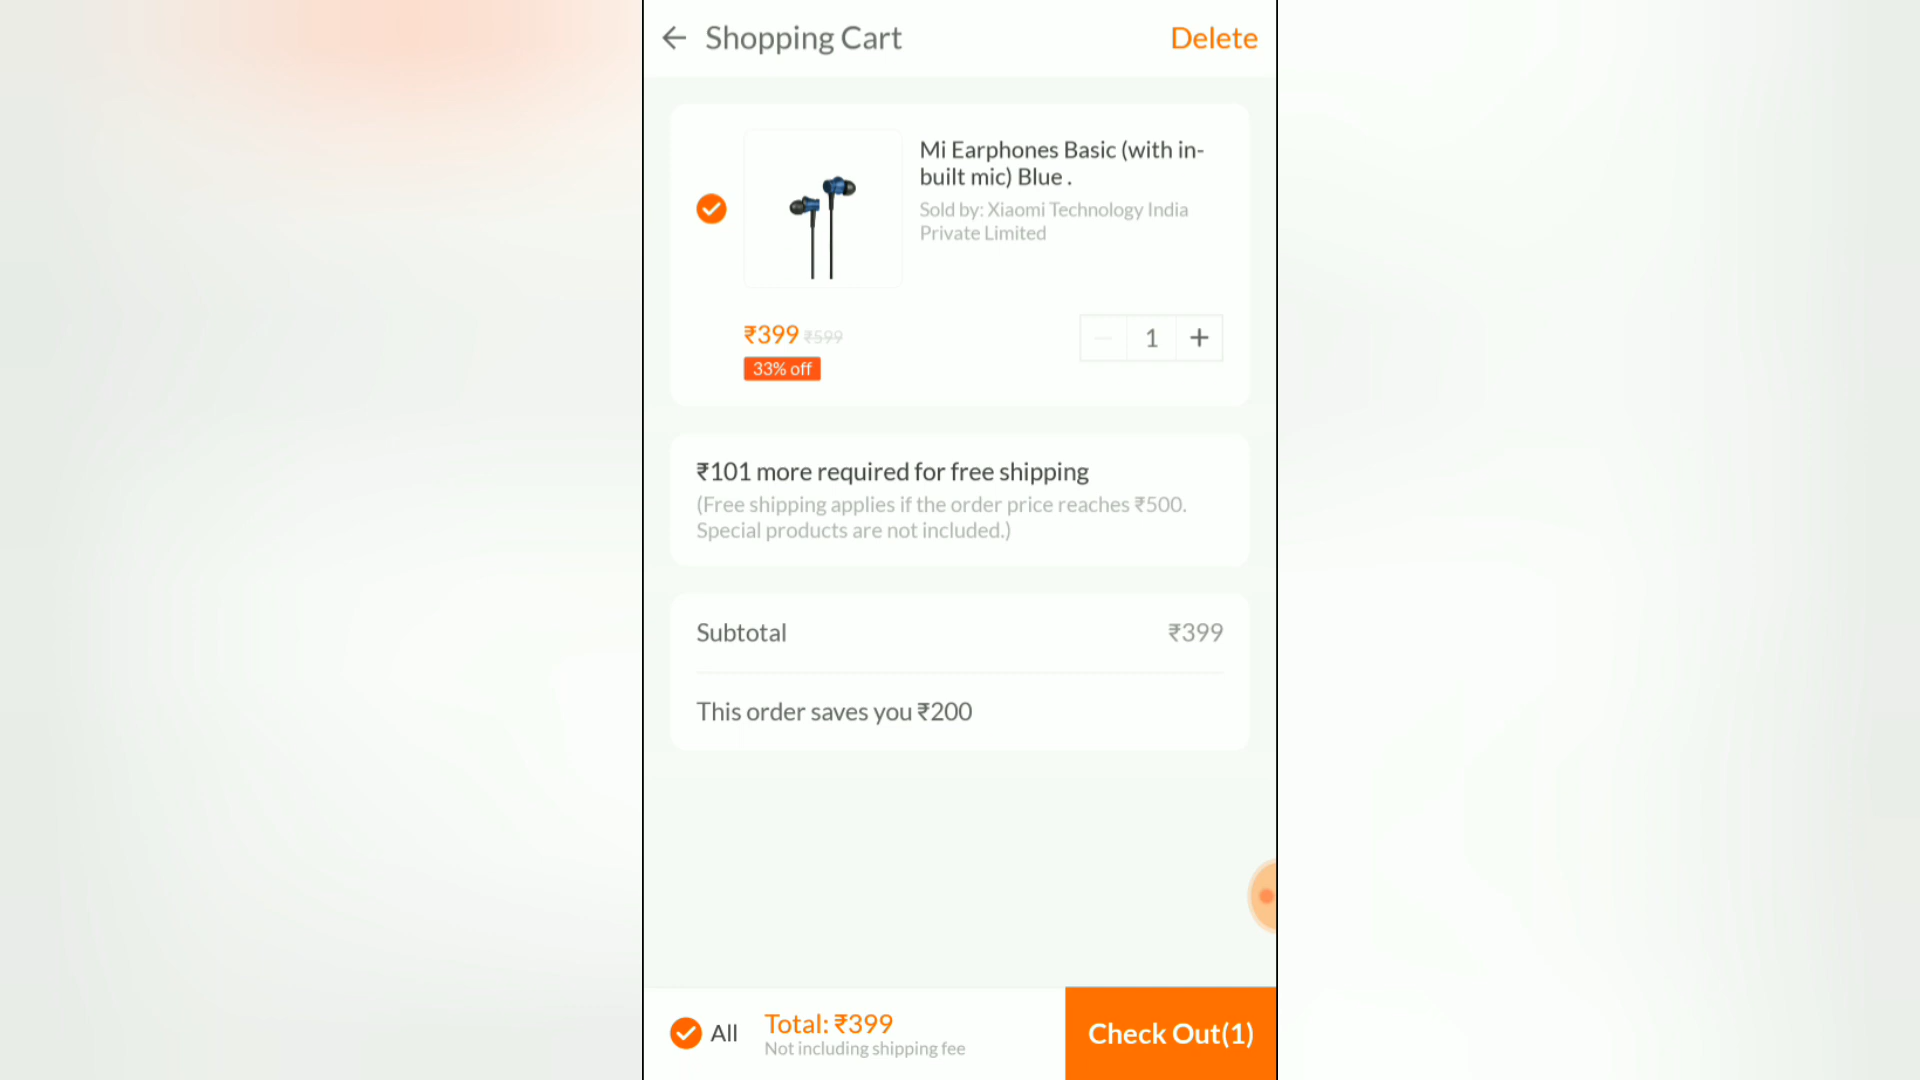 Shopping Cart
Delete
Mi Earphones Basic (with in-
built mic) Blue .
Sold by: Xiaomi Technology India
Private Limited
₹399 ₹599
33% off
1
₹101 more required for free shipping
(Free shipping applies if the order price reaches ₹500.
Special products are not included.)
Subtotal
₹399
This order saves you ₹200
All
Total: ₹399
Not including shipping fee
Check Out(1)